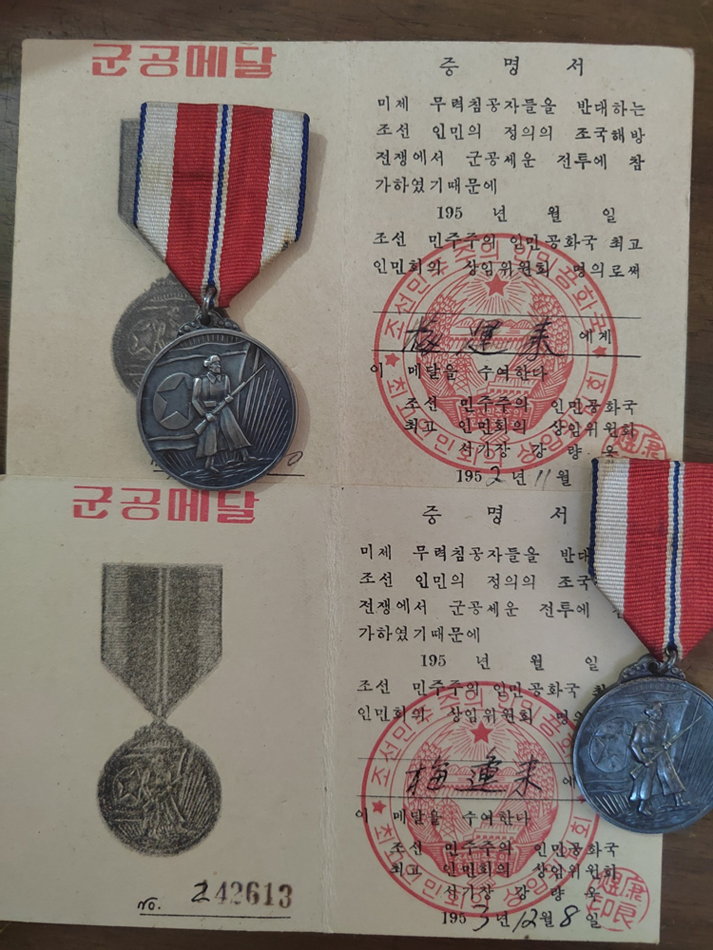 군공메달
증 명 서
미제 무력침공자들을 반대하는
조선 인민의 정의의 조국해방
전쟁에서 군공세운 전투에 참
가하였기때문에
195 년 월 일
조선 민주주의 인민공화국 최고
인민회의 상임위원회 명의로써
梅運来 에게
이 메달을 수여한다
조선 민주주의 인민공화국
최고 인민회의 상임위원회
서기장 강 량 욱
1952년 11월
군공메달
증 명 서
미제 무력침공자들을 반대
조선 인민의 정의의 조국
전쟁에서 군공세운 전투에
가하였기때문에
195 년 월 일
조선 민주주의 인민공화국
인민회의 상임위원회
梅運来
이 메달을 수여한다
조선 민주주의 인민공화국
최고 인민회의 상임위원회
서기장 강 량 욱
No. 242613
1953년 12월 8일